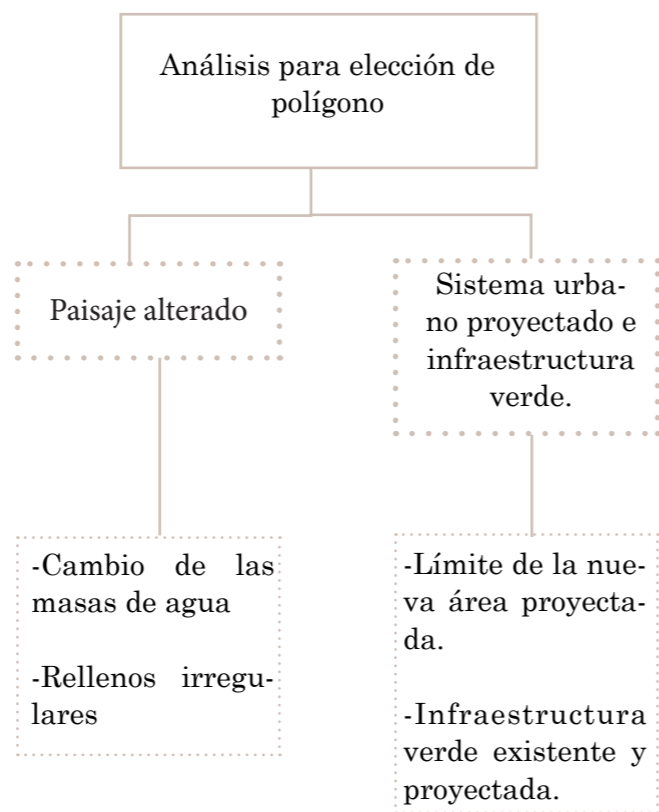 Análisis para elección de
polígono
Paisaje alterado
Sistema urba-
no proyectado e
infraestructura
verde.
-Cambio de las
masas de agua
-Rellenos irregu-
lares
-Límite de la nue-
va área proyecta-
da.
-Infraestructura
verde existente y
proyectada.